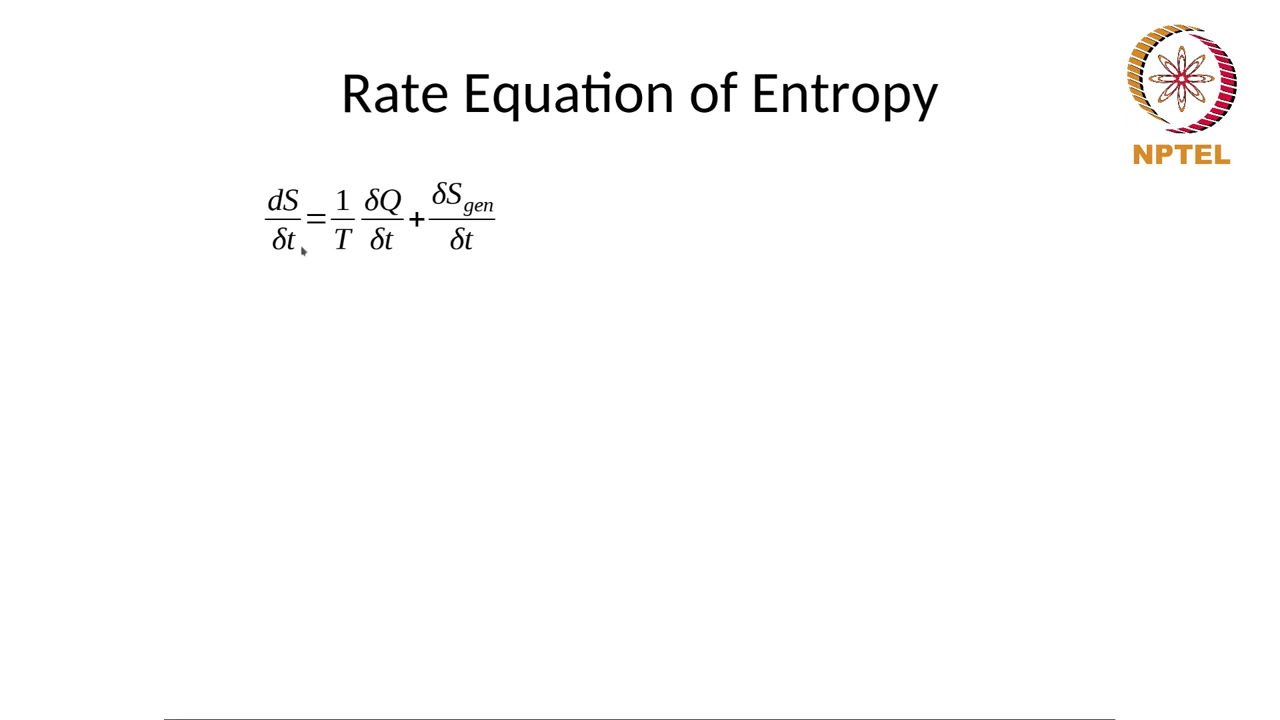 Rate Equation of Entropy
NPTEL
dS/δt = 1/T δQ/δt + δS_gen/δt